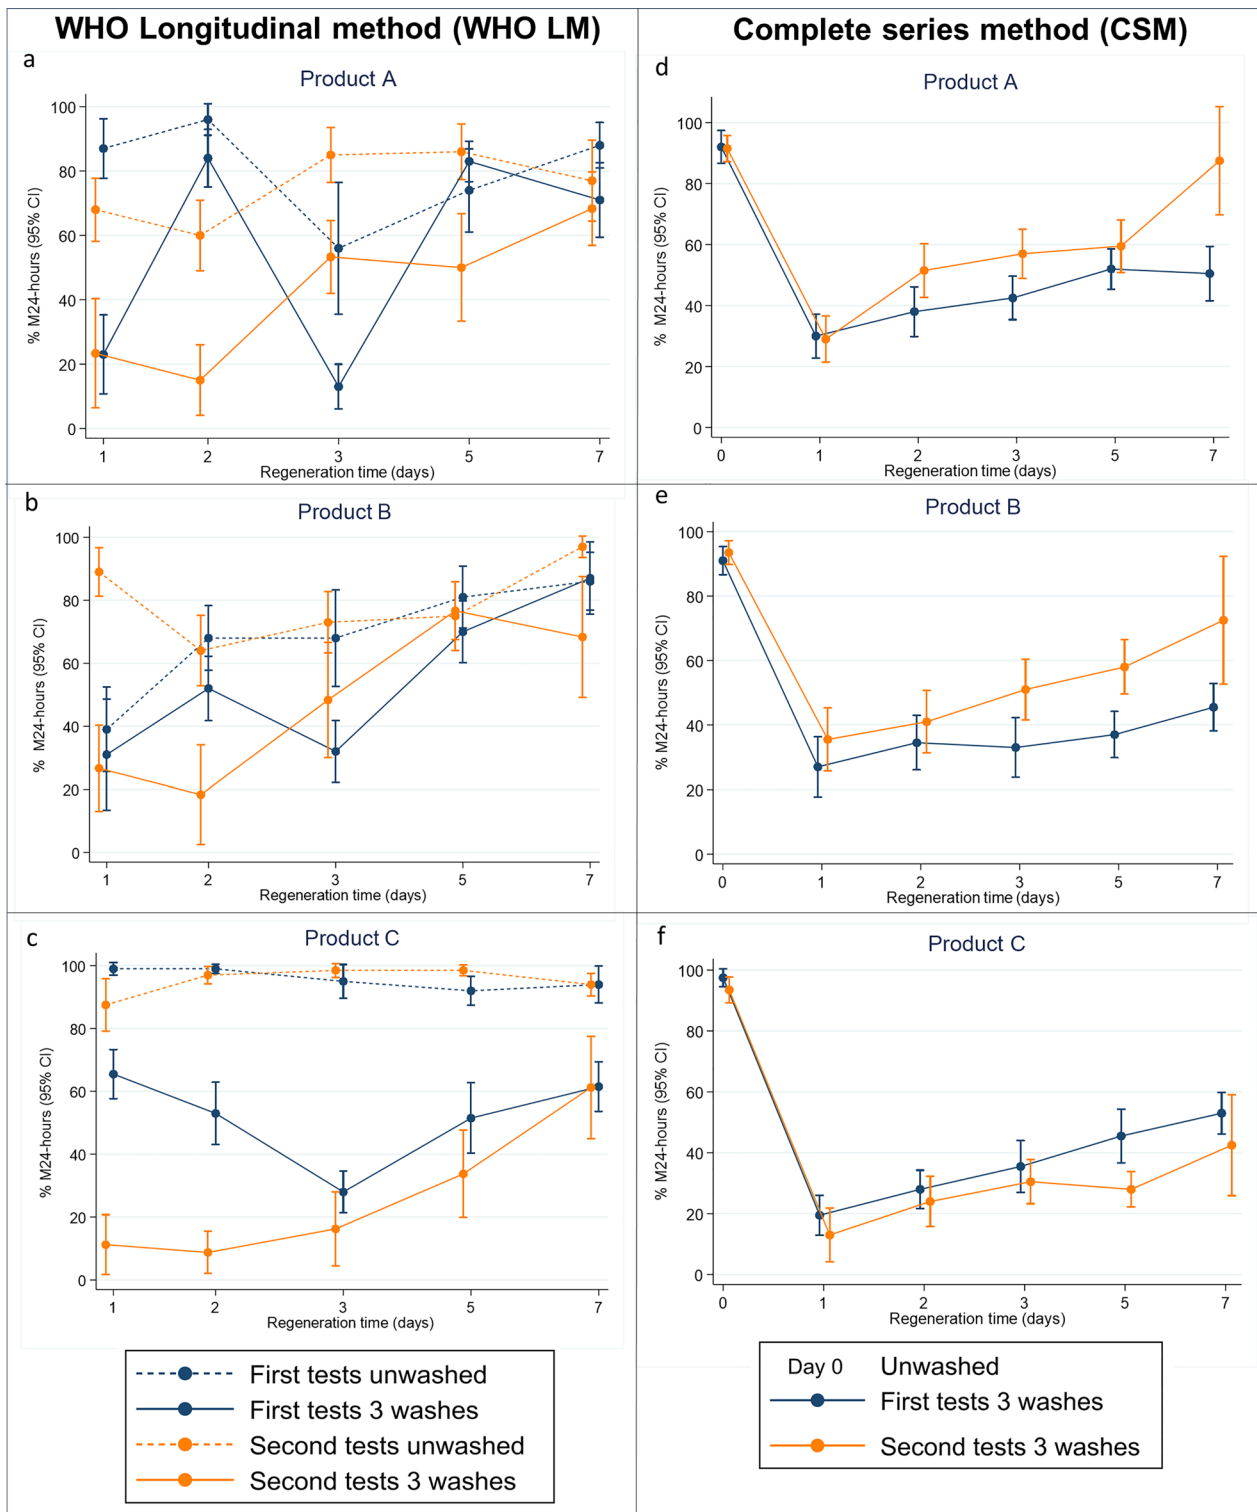 WHO Longitudinal method (WHO LM)
Complete series method (CSM)
a
Product A
% M24-hours (95% CI)
100
80
60
40
20
0
1 2 3 5 7
Regeneration time (days)
d
Product A
% M24-hours (95% CI)
100
80
60
40
20
0
0 1 2 3 5 7
Regeneration time (days)
b
Product B
% M24-hours (95% CI)
100
80
60
40
20
0
1 2 3 5 7
Regeneration time (days)
e
Product B
% M24-hours (95% CI)
100
80
60
40
20
0
0 1 2 3 5 7
Regeneration time (days)
c
Product C
% M24-hours (95% CI)
100
80
60
40
20
0
1 2 3 5 7
Regeneration time (days)
f
Product C
% M24-hours (95% CI)
100
80
60
40
20
0
0 1 2 3 5 7
Regeneration time (days)
First tests unwashed
First tests 3 washes
Second tests unwashed
Second tests 3 washes
Day 0 Unwashed
First tests 3 washes
Second tests 3 washes